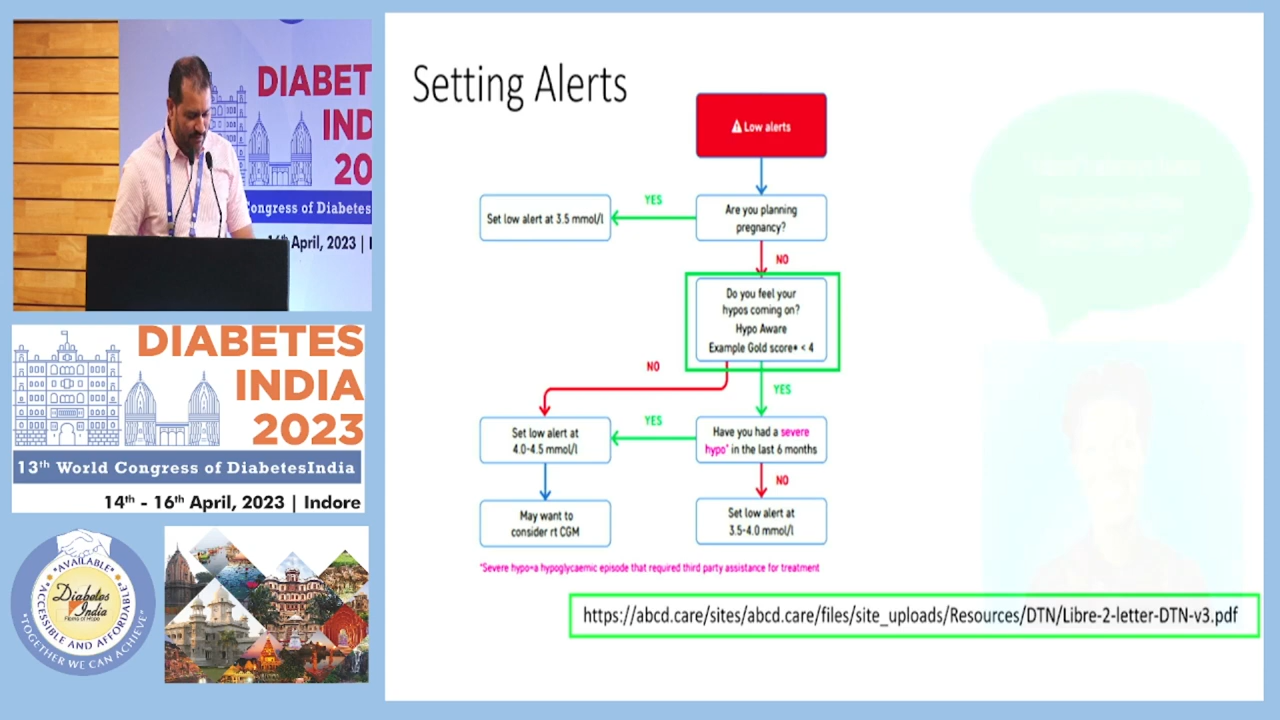 DIABET
IND
20
Congress of Diabetes
14th April, 2023 | I
DIABETES
INDIA
2023
13th World Congress of DiabetesIndia
14th - 16th April, 2023 | Indore
"AVAILABLE"
Diabetes
India
ACCESSIBLE AND AFFORDABLE
"TOGETHER WE CAN ACHIEVE"
Setting Alerts
⚠ Low alerts
Are you planning
pregnancy?
YES
Set low alert at 3.5 mmol/l
NO
Do you feel your
hypos coming on?
Hypo Aware
Example Gold score* < 4
NO
YES
Set low alert at
4.0-4.5 mmol/l
YES
Have you had a severe
hypo* in the last 6 months
NO
May want to
consider rt CGM
Set low alert at
3.5-4.0 mmol/l
*Severe hypo=a hypoglycaemic episode that required third party assistance for treatment
https://abcd.care/sites/abcd.care/files/site_uploads/Resources/DTN/Libre-2-letter-DTN-v3.pdf